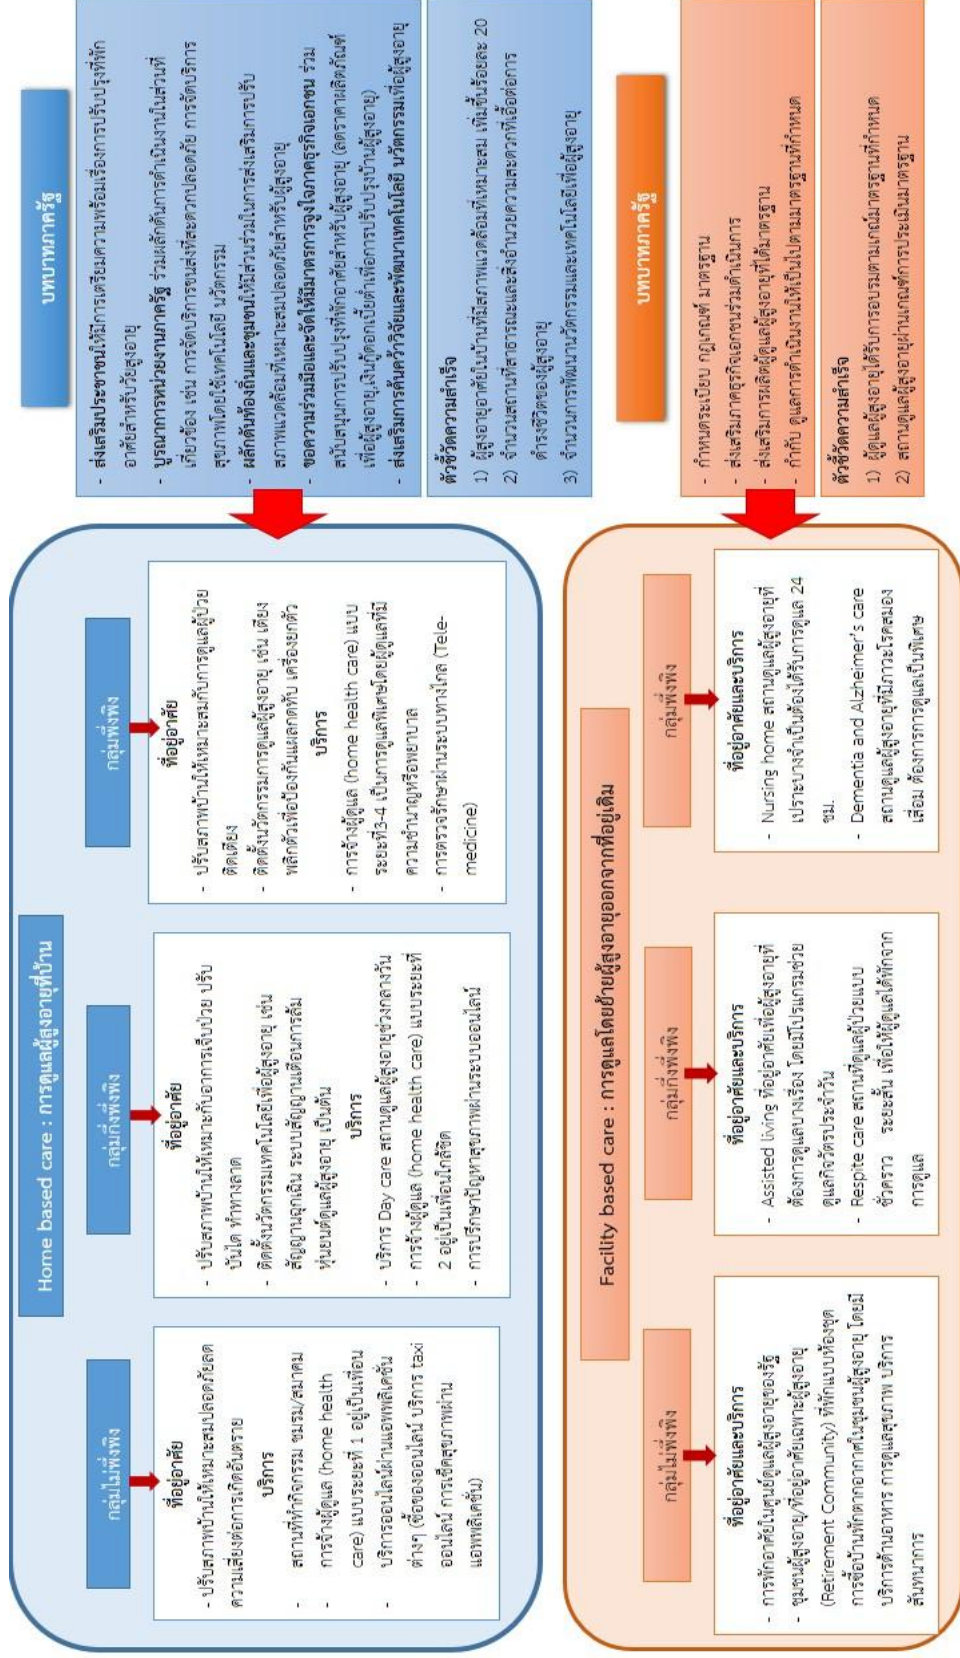 Home based care : การดูแลผู้สูงอายุที่บ้าน
กลุ่มไม่พึ่งพิง
ที่อยู่อาศัย
- ปรับสภาพบ้านให้เหมาะสมปลอดภัยลด
ความเสี่ยงต่อการเกิดอันตราย
บริการ
- สถานที่ทำกิจกรรม ชมรม/สมาคม
- การจ้างผู้ดูแล (home health
care) แบบระยะที่ 1 อยู่เป็นเพื่อน
- บริการออนไลน์ผ่านแอพพลิเคชั่น
ต่างๆ (ซื้อของออนไลน์ บริการ taxi
ออนไลน์ การเช็คสุขภาพผ่าน
แอพพลิเคชั่น)
กลุ่มกึ่งพึ่งพิง
ที่อยู่อาศัย
- ปรับสภาพบ้านให้เหมาะกับอาการเจ็บป่วย ปรับ
บันได ทำทางลาด
- ติดตั้งนวัตกรรมเทคโนโลยีเพื่อผู้สูงอายุ เช่น
สัญญานฉุกเฉิน ระบบสัญญาณเตือนการล้ม
หุ่นยนต์ดูแลผู้สูงอายุ เป็นต้น
บริการ
- บริการ Day care สถานดูแลผู้สูงอายุช่วงกลางวัน
- การจ้างผู้ดูแล (home health care) แบบระยะที่
2 อยู่เป็นเพื่อนใกล้ชิด
- การปรึกษาปัญหาสุขภาพผ่านระบบออนไลน์
กลุ่มพึ่งพิง
ที่อยู่อาศัย
- ปรับสภาพบ้านให้เหมาะสมกับการดูแลผู้ป่วย
ติดเตียง
- ติดตั้งนวัตกรรมการดูแลผู้สูงอายุ เช่น เตียง
พลิกตัวเพื่อป้องกันแผลกดทับ เครื่องยกตัว
บริการ
- การจ้างผู้ดูแล (home health care) แบบ
ระยะที่3-4 เป็นการดูแลพิเศษโดยผู้ดูแลที่มี
ความชำนาญหรือพยาบาล
- การตรวจรักษาผ่านระบบทางไกล (Tele-
medicine)
บทบาทภาครัฐ
- ส่งเสริมประชาชนให้มีการเตรียมความพร้อมเรื่องการปรับปรุงที่พัก
อาศัยสำหรับวัยสูงอายุ
- บูรณาการหน่วยงานภาครัฐ ร่วมผลักดันการดำเนินงานในส่วนที่
เกี่ยวข้อง เช่น การจัดบริการขนส่งที่สะดวกปลอดภัย การจัดบริการ
สุขภาพโดยใช้เทคโนโลยี นวัตกรรม
- ผลักดันท้องถิ่นและชุมชนให้มีส่วนร่วมในการส่งเสริมการปรับ
สภาพแวดล้อมที่เหมาะสมปลอดภัยสำหรับผู้สูงอายุ
- ขอความร่วมมือและจัดให้มีมาตรการจูงใจภาคธุรกิจเอกชน ร่วม
สนับสนุนการปรับปรุงที่พักอาศัยสำหรับผู้สูงอายุ (ลดราคาผลิตภัณฑ์
เพื่อผู้สูงอายุ,เงินกู้ดอกเบี้ยต่ำเพื่อการปรับปรุงบ้านผู้สูงอายุ)
- ส่งเสริมการค้นคว้าวิจัยและพัฒนาเทคโนโลยี นวัตกรรมเพื่อผู้สูงอายุ
ตัวชี้วัดความสำเร็จ
1) ผู้สูงอายุอาศัยในบ้านที่มีสภาพแวดล้อมที่เหมาะสม เพิ่มขึ้นร้อยละ 20
2) จำนวนสถานที่สาธารณะและสิ่งอำนวยความสะดวกที่เอื้อต่อการ
ดำรงชีวิตของผู้สูงอายุ
3) จำนวนการพัฒนานวัตกรรมและเทคโนโลยีเพื่อผู้สูงอายุ
Facility based care : การดูแลโดยย้ายผู้สูงอายุออกจากที่อยู่เดิม
กลุ่มไม่พึ่งพิง
ที่อยู่อาศัยและบริการ
- การพักอาศัยในศูนย์ดูแลผู้สูงอายุของรัฐ
- ชุมชนผู้สูงอายุ/ที่อยู่อาศัยเฉพาะผู้สูงอายุ
(Retirement Community) ที่พักแบบห้องชุด
การซื้อบ้านพักตากอากาศในชุมชนผู้สูงอายุ โดยมี
บริการด้านอาหาร การดูแลสุขภาพ บริการ
สันทนาการ
กลุ่มกึ่งพึ่งพิง
ที่อยู่อาศัยและบริการ
- Assisted living ที่อยู่อาศัยเพื่อผู้สูงอายุที่
ต้องการดูแลบางเรื่อง โดยมีโปรแกรมช่วย
ดูแลกิจวัตรประจำวัน
- Respite care สถานที่ดูแลผู้ป่วยแบบ
ชั่วคราว ระยะสั้น เพื่อให้ผู้ดูแลได้พักจาก
การดูแล
กลุ่มพึ่งพิง
ที่อยู่อาศัยและบริการ
- Nursing home สถานดูแลผู้สูงอายุที่
เปราะบางจำเป็นต้องได้รับการดูแล 24
ชม.
- Dementia and Alzheimer's care
สถานดูแลผู้สูงอายุที่มีภาวะโรคสมอง
เสื่อม ต้องการการดูแลเป็นพิเศษ
บทบาทภาครัฐ
- กำหนดระเบียบ กฎเกณฑ์ มาตรฐาน
- ส่งเสริมภาคธุรกิจเอกชนร่วมดำเนินการ
- ส่งเสริมการผลิตผู้ดูแลผู้สูงอายุที่ได้มาตรฐาน
- กำกับ ดูแลการดำเนินงานให้เป็นไปตามมาตรฐานที่กำหนด
ตัวชี้วัดความสำเร็จ
1) ผู้ดูแลผู้สูงอายุได้รับการอบรมตามเกณ์มาตรฐานที่กำหนด
2) สถานดูแลผู้สูงอายุผ่านเกณฑ์การประเมินมาตรฐาน